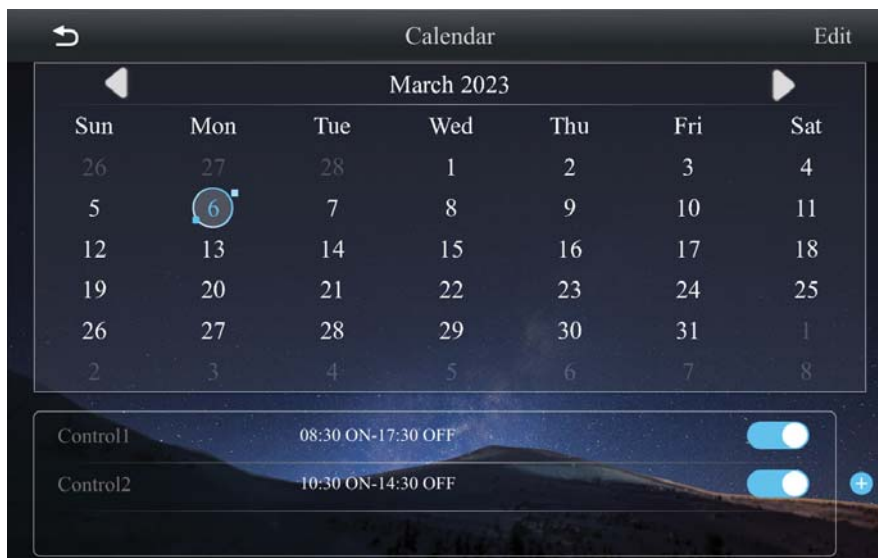 Calendar Edit
March 2023
Sun Mon Tue Wed Thu Fri Sat
26 27 28 1 2 3 4
5 6 7 8 9 10 11
12 13 14 15 16 17 18
19 20 21 22 23 24 25
26 27 28 29 30 31 1
2 3 4 5 6 7 8
Control1 08:30 ON-17:30 OFF
Control2 10:30 ON-14:30 OFF